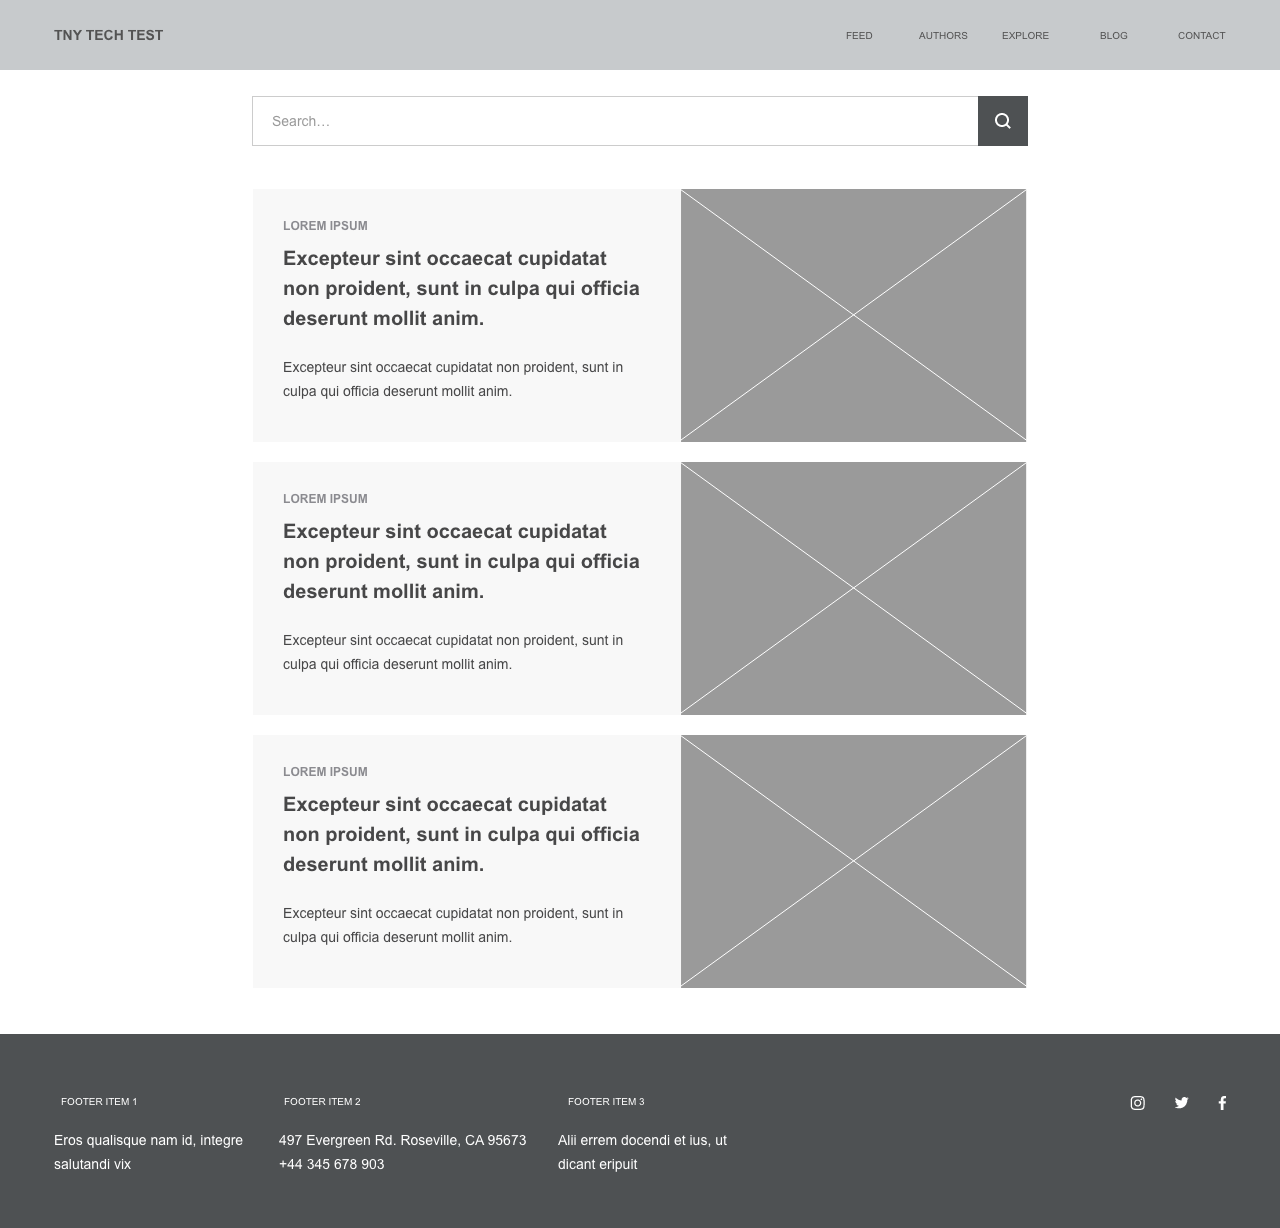 TNY TECH TEST
FEED AUTHORS EXPLORE BLOG CONTACT
Search…
LOREM IPSUM
Excepteur sint occaecat cupidatat
non proident, sunt in culpa qui officia
deserunt mollit anim.
Excepteur sint occaecat cupidatat non proident, sunt in
culpa qui officia deserunt mollit anim.
LOREM IPSUM
Excepteur sint occaecat cupidatat
non proident, sunt in culpa qui officia
deserunt mollit anim.
Excepteur sint occaecat cupidatat non proident, sunt in
culpa qui officia deserunt mollit anim.
LOREM IPSUM
Excepteur sint occaecat cupidatat
non proident, sunt in culpa qui officia
deserunt mollit anim.
Excepteur sint occaecat cupidatat non proident, sunt in
culpa qui officia deserunt mollit anim.
FOOTER ITEM 1
Eros qualisque nam id, integre
salutandi vix
FOOTER ITEM 2
497 Evergreen Rd. Roseville, CA 95673
+44 345 678 903
FOOTER ITEM 3
Alii errem docendi et ius, ut
dicant eripuit